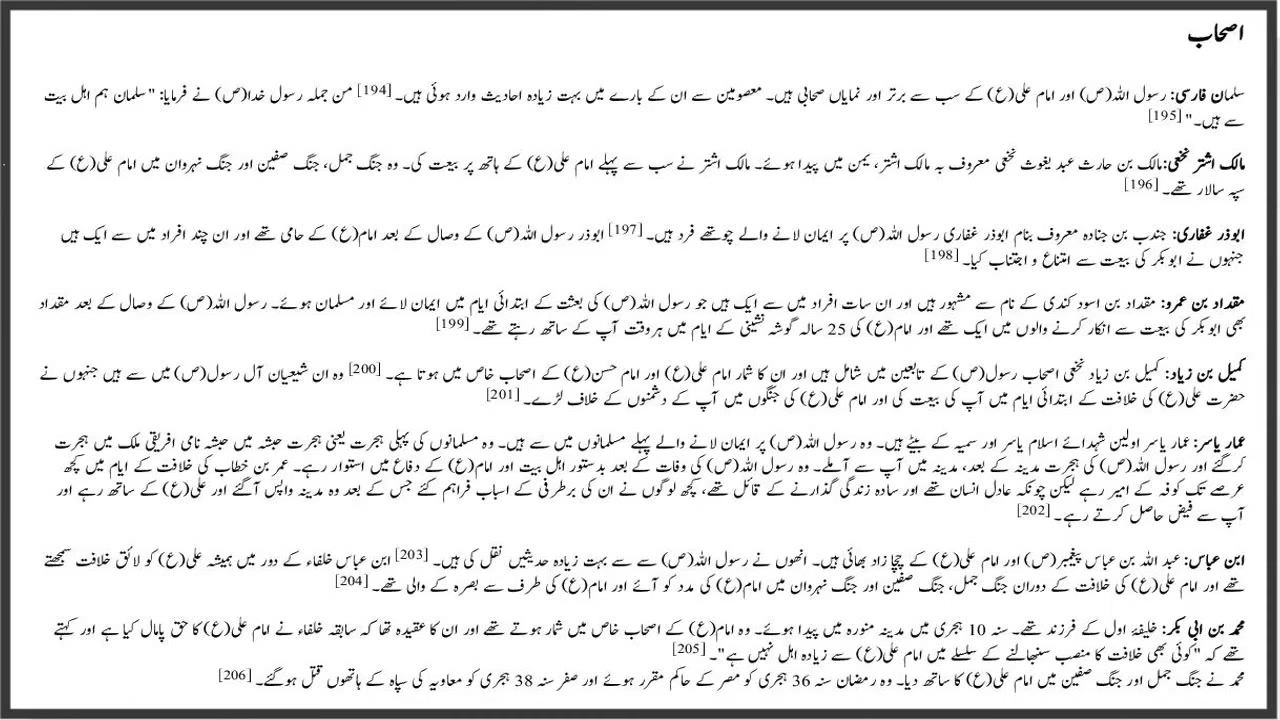 اصحاب
سلمان فارسی: رسول اللہ(ص) اور امام علی(ع) کے سب سے برتر اور نمایاں صحابی ہیں۔ معصومین سے ان کے بارے میں بہت زیادہ احادیث وارد ہوئی ہیں۔[194] من جملہ رسول خدا(ص) نے فرمایا: "سلمان ہم اہل بیت
سے ہیں۔"[195]
مالک اشتر نخعی:مالک بن حارث عبد یغوث نخعی معروف بہ مالک اشتر، یمن میں پیدا ہوئے۔ مالک اشتر نے سب سے پہلے امام علی(ع) کے ہاتھ پر بیعت کی۔ وہ جنگ جمل، جنگ صفین اور جنگ نہروان میں امام علی(ع) کے
سپہ سالار تھے۔[196]
ابوذر غفاری: جندب بن جنادہ معروف بنام ابوذر غفاری رسول اللہ(ص) پر ایمان لانے والے چوتھے فرد ہیں۔[197] ابوذر رسول اللہ(ص) کے وصال کے بعد امام(ع) کے حامی تھے اور ان چند افراد میں سے ایک ہیں
جنہوں نے ابوبکر کی بیعت سے امتناع و اجتناب کیا۔[198]
مقداد بن عمرو: مقداد بن اسود کندی کے نام سے مشہور ہیں اور ان سات افراد میں سے ایک ہیں جو رسول اللہ(ص) کی بعثت کے ابتدائی ایام میں ایمان لائے اور مسلمان ہوئے۔ رسول اللہ(ص) کے وصال کے بعد مقداد
بھی ابوبکر کی بیعت سے انکار کرنے والوں میں ایک تھے اور امام(ع) کی 25 سالہ گوشہ نشینی کے ایام میں ہر وقت آپ کے ساتھ رہتے تھے۔[199]
کمیل بن زیاد: کمیل بن زیاد نخعی اصحاب رسول(ص) کے تابعین میں شامل ہیں اور ان کا شمار امام علی(ع) اور امام حسن(ع) کے اصحاب خاص میں ہوتا ہے۔[200] وہ ان شیعیان آل رسول(ص) میں سے ہیں جنہوں نے
حضرت علی(ع) کی خلافت کے ابتدائی ایام میں آپ کی بیعت کی اور امام علی(ع) کی جنگوں میں آپ کے دشمنوں کے خلاف لڑے۔[201]
عمار یاسر: عمار یاسر اولین شہدائے اسلام یاسر اور سمیہ کے بیٹے ہیں۔ وہ رسول اللہ(ص) پر ایمان لانے والے پہلے مسلمانوں میں سے ہیں۔ وہ مسلمانوں کی پہلی ہجرت یعنی ہجرت حبشہ میں حبشہ نامی افریقی ملک میں ہجرت
کرگئے اور رسول اللہ(ص) کی ہجرت مدینہ کے بعد، مدینہ میں آپ سے آملے۔ وہ رسول اللہ(ص) کی وفات کے بعد بدستور اہل بیت اور امام(ع) کے دفاع میں استوار رہے۔ عمر بن خطاب کی خلافت کے ایام میں کچھ
عرصے تک کوفہ کے امیر رہے لیکن چونکہ عادل انسان تھے اور سادہ زندگی گذارنے کے قائل تھے، کچھ لوگوں نے ان کی برطرفی کے اسباب فراہم کئے جس کے بعد وہ مدینہ واپس آگئے اور علی(ع) کے ساتھ رہے اور
آپ سے فیض حاصل کرتے رہے۔[202]
ابن عباس: عبد اللہ بن عباس پیغمبر(ص) اور امام علی(ع) کے چچا زاد بھائی ہیں۔ انھوں نے رسول اللہ(ص) سے سے بہت زیادہ حدیثیں نقل کی ہیں۔[203] ابن عباس خلفاء کے دور میں ہمیشہ علی(ع) کو لائق خلافت سمجھتے
تھے اور امام علی(ع) کی خلافت کے دوران جنگ جمل، جنگ صفین اور جنگ نہروان میں امام(ع) کی مدد کو آئے اور امام(ع) کی طرف سے بصرہ کے والی تھے۔[204]
محمد بن ابی بکر: خلیفۂ اول کے فرزند تھے۔ سنہ 10 ہجری میں مدینہ منورہ میں پیدا ہوئے۔ وہ امام(ع) کے اصحاب خاص میں شمار ہوتے تھے اور ان کا عقیدہ تھا کہ سابقہ خلفاء نے امام علی(ع) کا حق پامال کیا ہے اور کہتے
تھے کہ "کوئی بھی خلافت کا منصب سنبھالنے کے سلسلے میں امام علی(ع) سے زیادہ اہل نہیں ہے"۔[205]
محمد نے جنگ جمل اور جنگ صفین میں امام علی(ع) کا ساتھ دیا۔ وہ رمضان سنہ 36 ہجری کو مصر کے حاکم مقرر ہوئے اور صفر سنہ 38 ہجری کو معاویہ کی سپاہ کے ہاتھوں قتل ہوگئے۔[206]